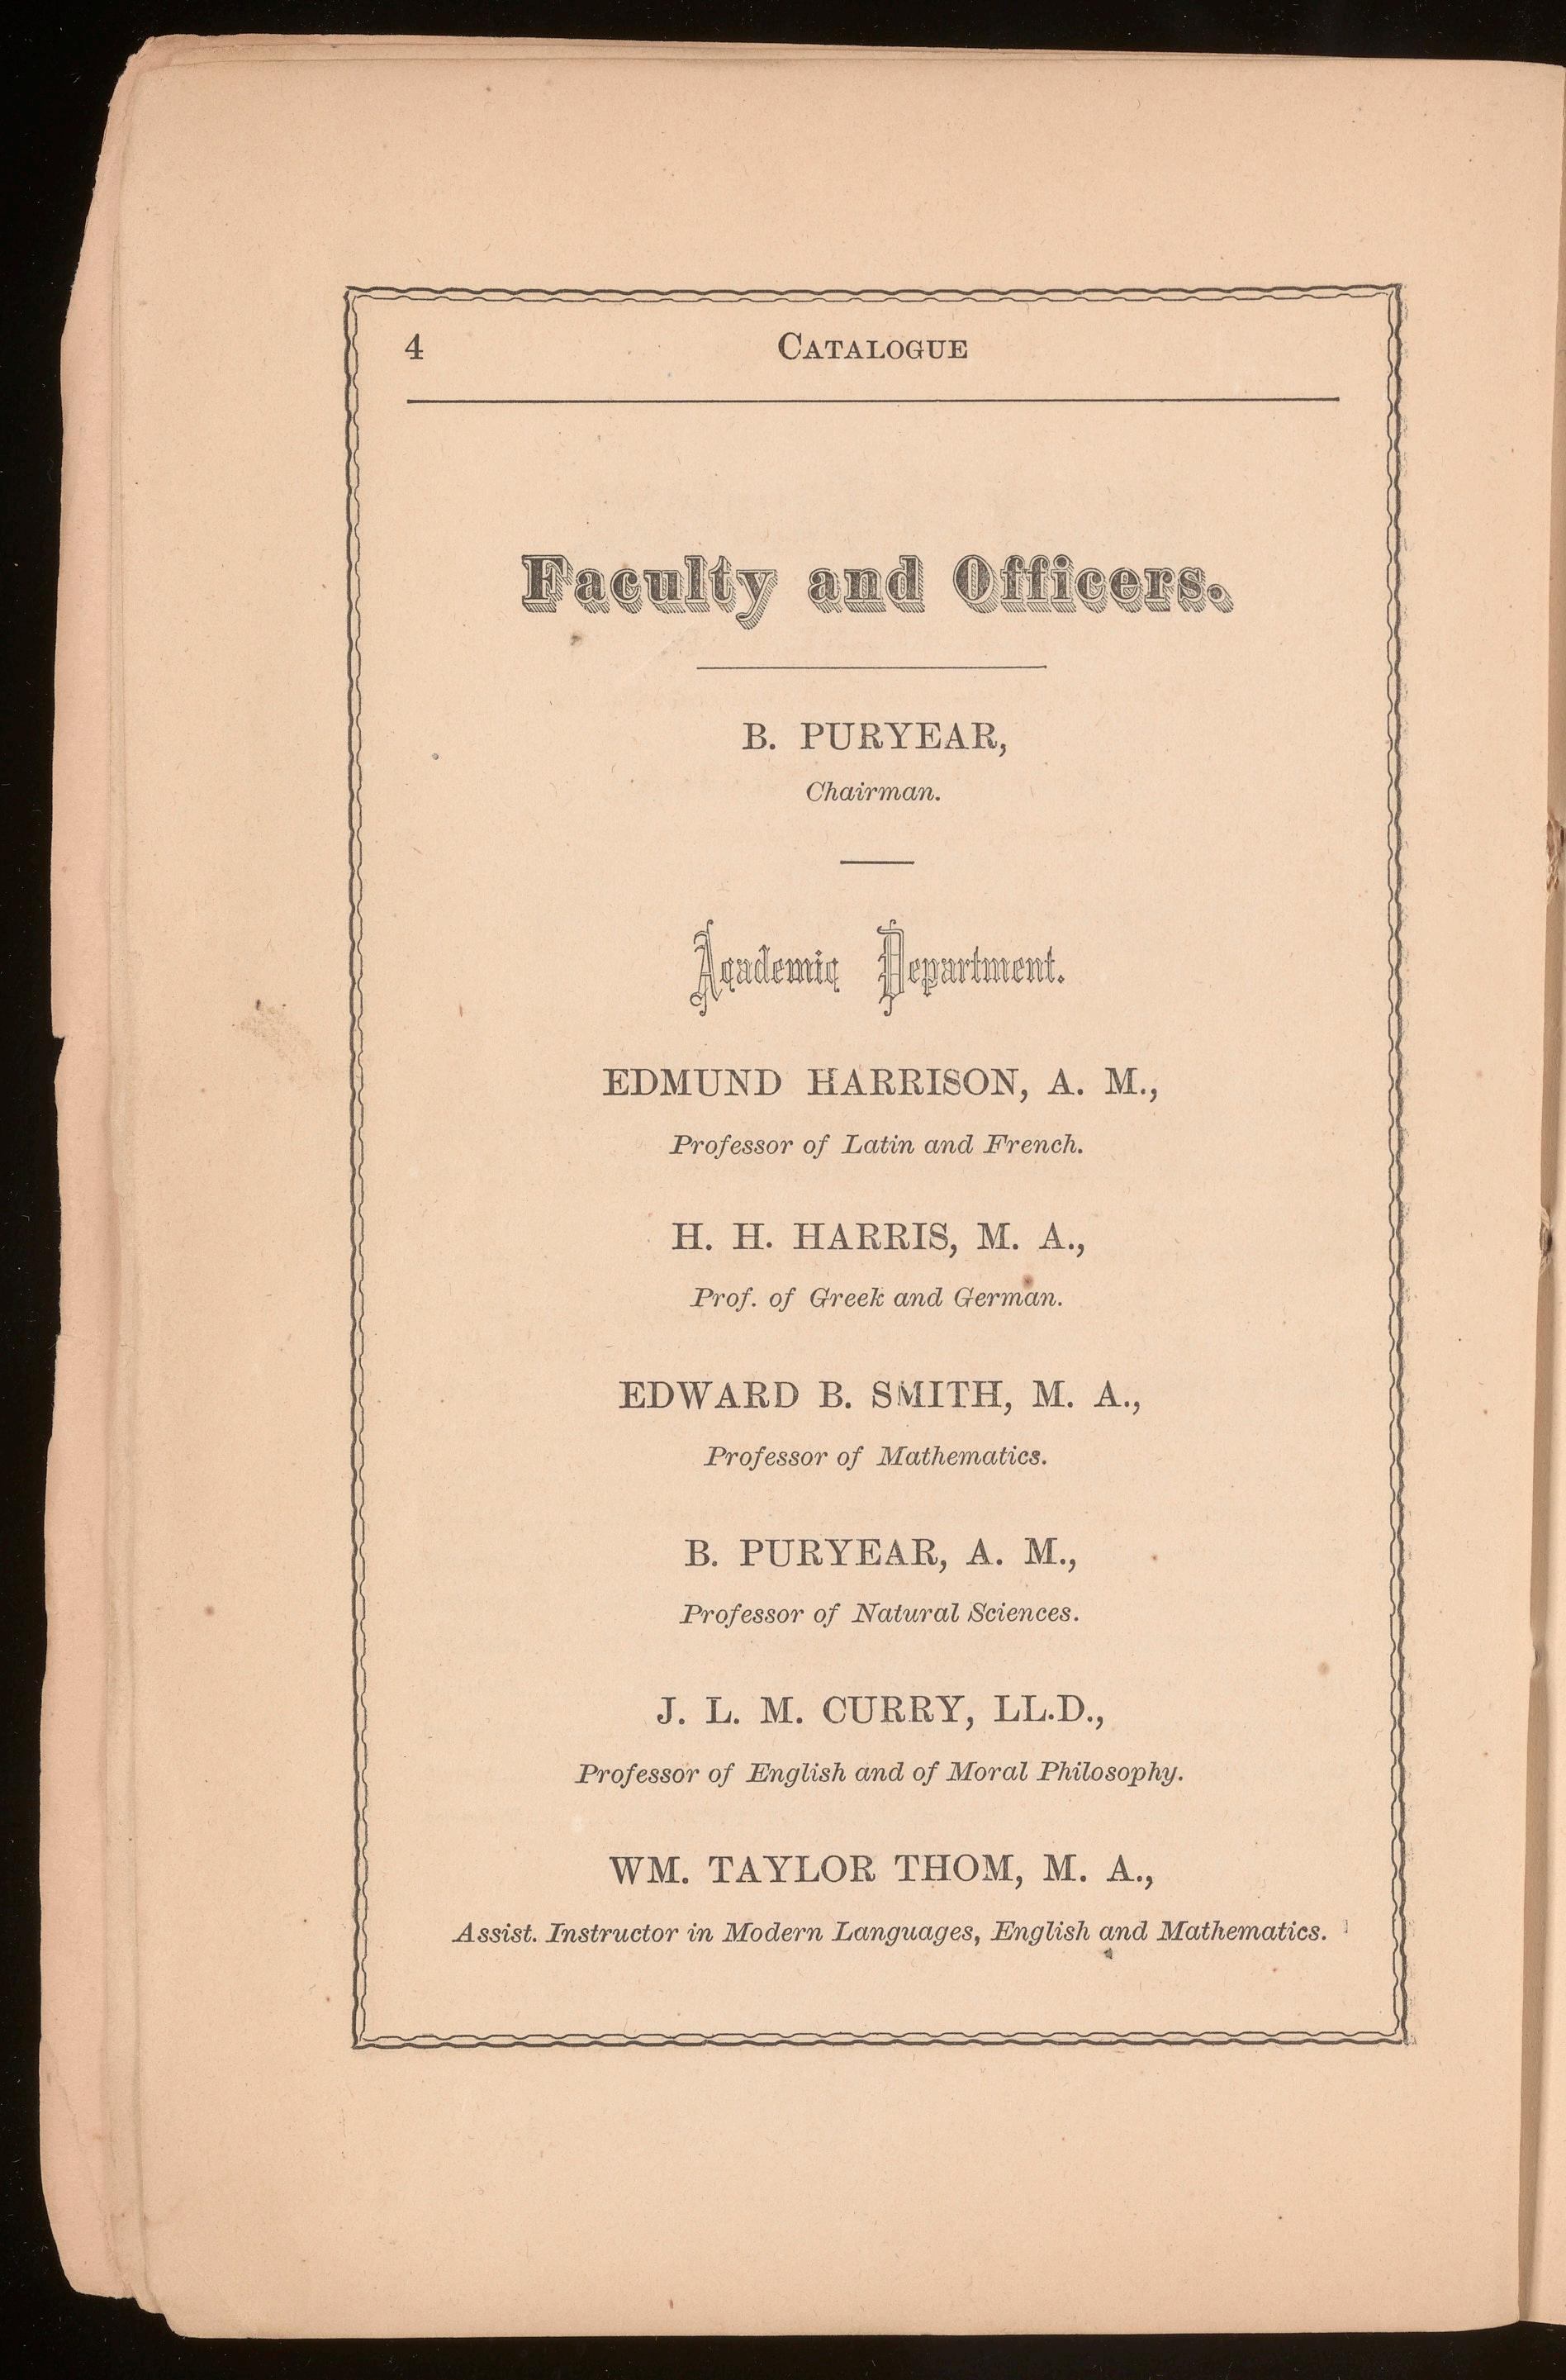 4 CATALOGUE
Faculty and Officers.
B. PURYEAR,
Chairman.
Academic Department.
EDMUND HARRISON, A. M.,
Professor of Latin and French.
H. H. HARRIS, M. A.,
Prof. of Greek and German.
EDWARD B. SMITH, M. A.,
Professor of Mathematics.
B. PURYEAR, A. M.,
Professor of Natural Sciences.
J. L. M. CURRY, LL.D.,
Professor of English and of Moral Philosophy.
WM. TAYLOR THOM, M. A.,
Assist. Instructor in Modern Languages, English and Mathematics.